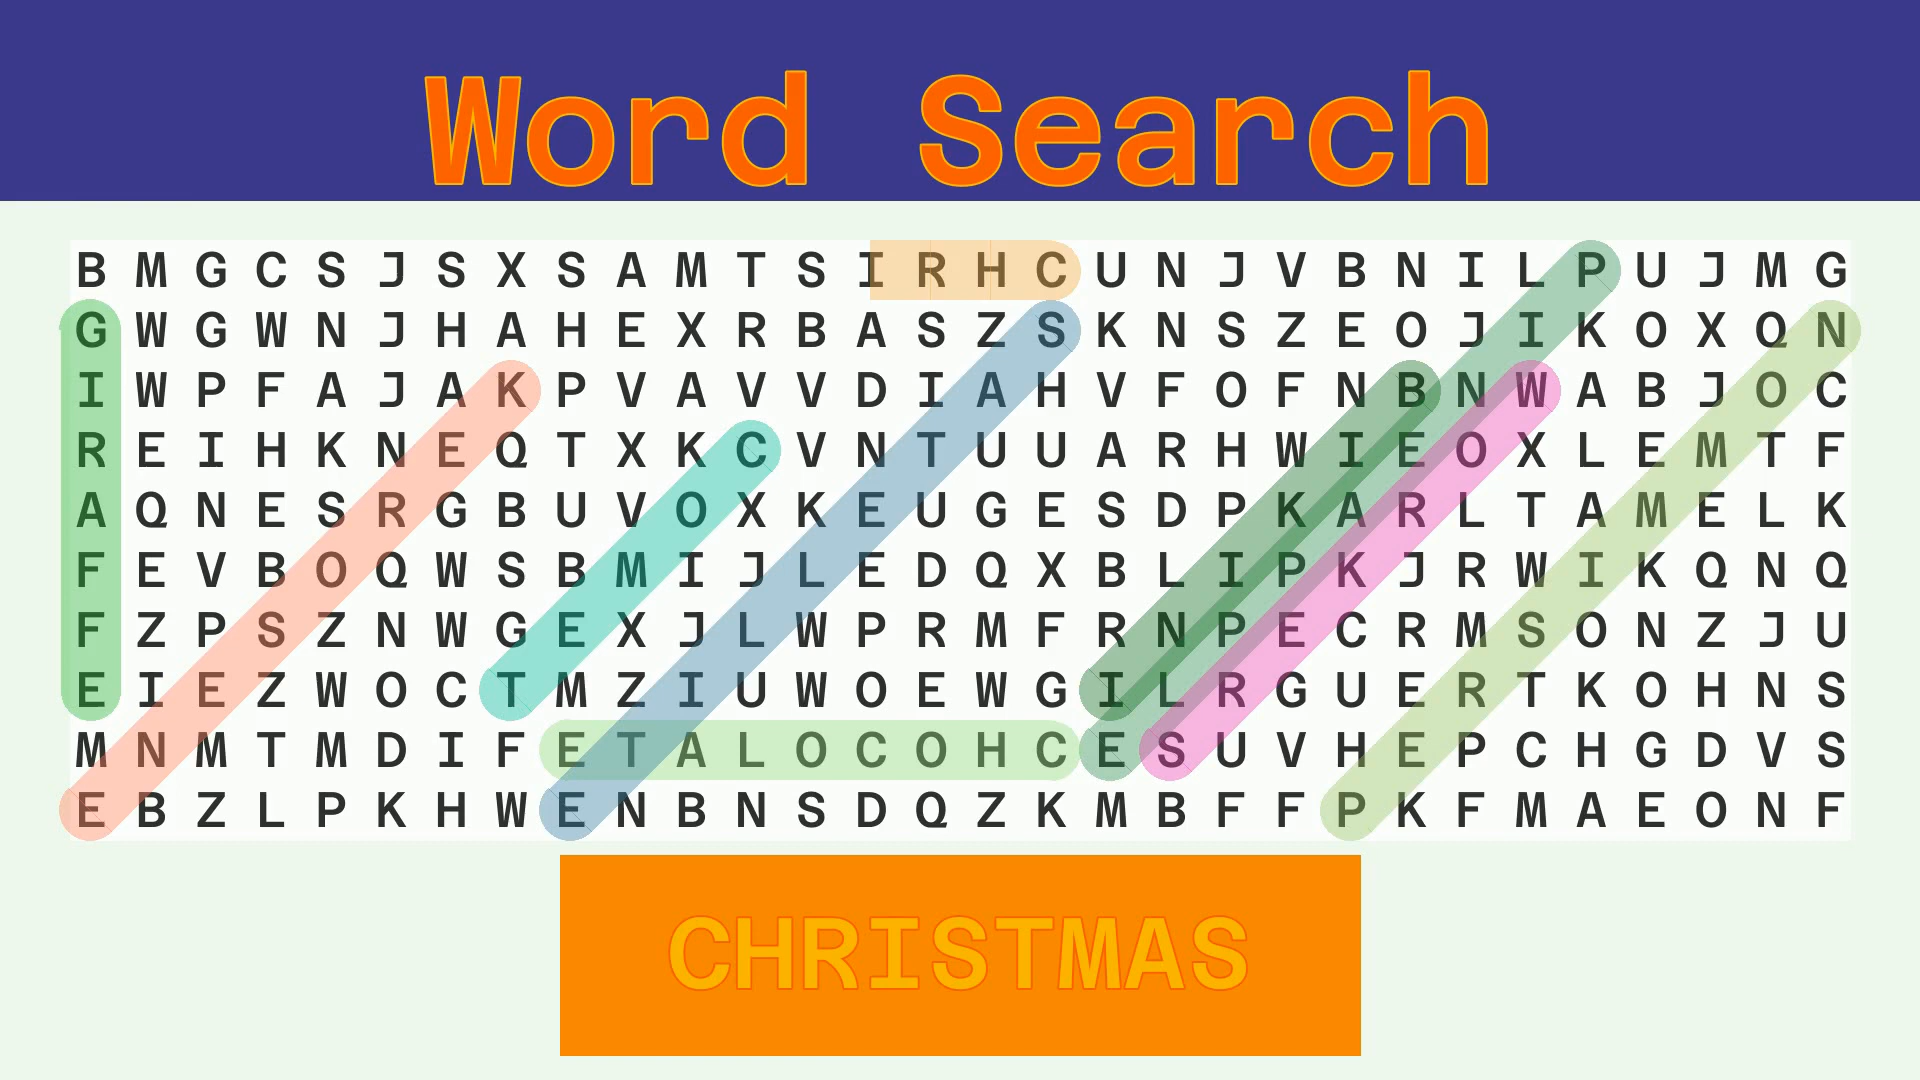 Word Search
B M G C S J S X S A M T S I R H C U N J V B N I L P U J M G
G W G W N J H A H E X R B A S Z S K N S Z E O J I K O X Q N
I W P F A J A K P V A V V D I A H V F O F N B N W A B J O C
R E I H K N E Q T X K C V N T U U A R H W I E O X L E M T F
A Q N E S R G B U V O X K E U G E S D P K A R L T A M E L K
F E V B O Q W S B M I J L E D Q X B L I P K J R W I K Q N Q
F Z P S Z N W G E X J L W P R M F R N P E C R M S O N Z J U
E I E Z W O C T M Z I U W O E W G I L R G U E R T K O H N S
M N M T M D I F E T A L O C O H C E S U V H E P C H G D V S
E B Z L P K H W E N B N S D Q Z K M B F F P K F M A E O N F
CHRISTMAS